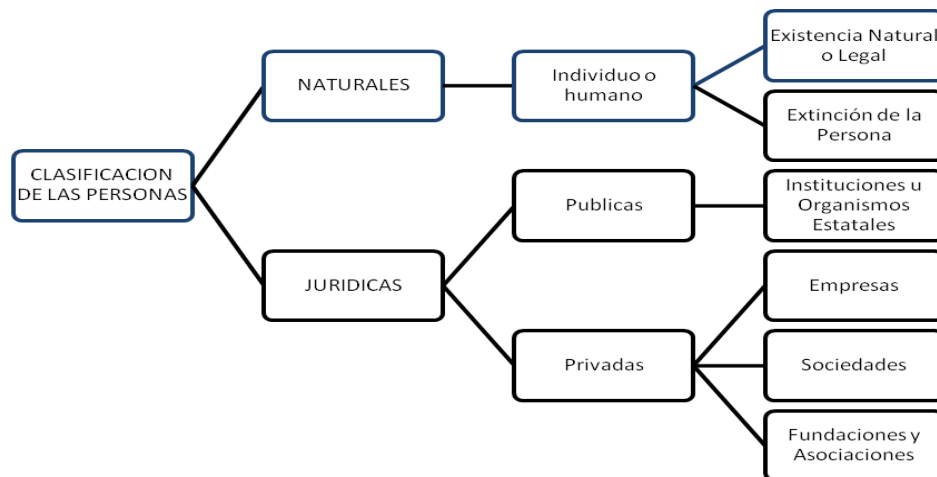 CLASIFICACION
DE LAS PERSONAS
NATURALES
Individuo o
humano
Existencia Natural
o Legal
Extinción de la
Persona
JURIDICAS
Publicas
Instituciones u
Organismos
Estatales
Privadas
Empresas
Sociedades
Fundaciones y
Asociaciones